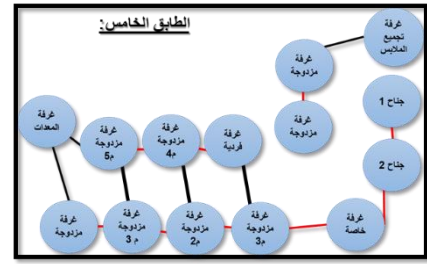 الطابق الخامس:
غرفة
تجميع
الملابس
غرفة
مزدوجة
جناح 1
غرفة
مزدوجة
غرفة
المعدات
غرفة
مزدوجة
م5
غرفة
مزدوجة
م4
غرفة
فردية
جناح 2
غرفة
مزدوجة
غرفة
مزدوجة
م 3
غرفة
مزدوجة
م2
غرفة
مزدوجة
م3
غرفة
خاصة